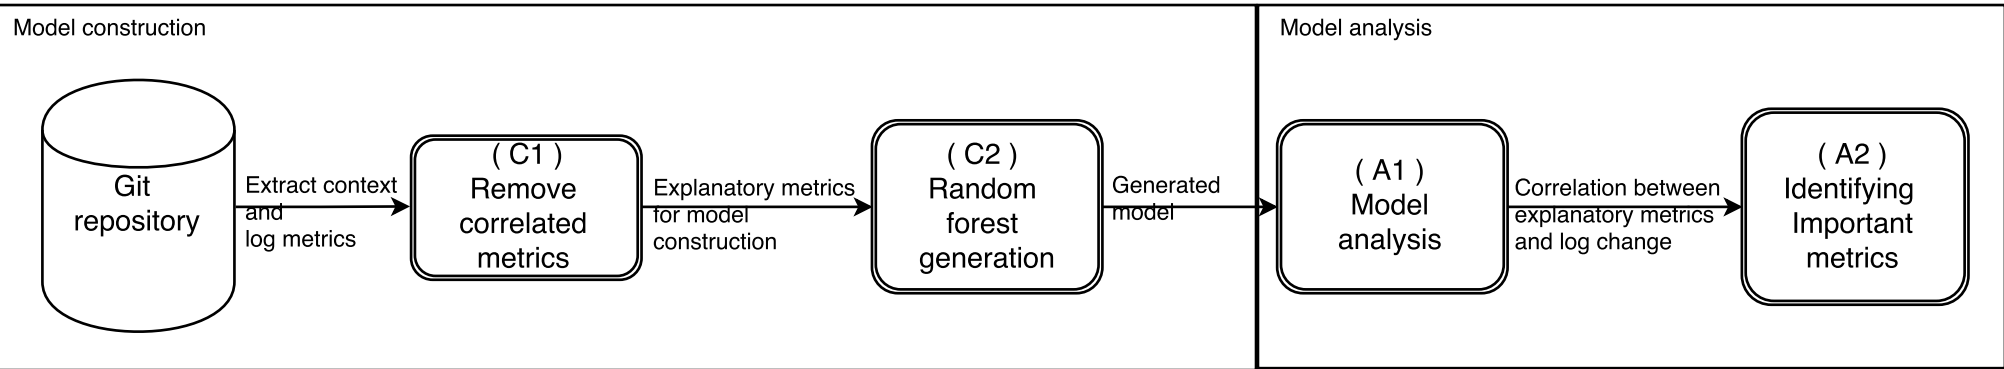 Model construction
Model analysis
Git
repository
Extract context
and
log metrics
( C1 )
Remove
correlated
metrics
Explanatory metrics
for model
construction
( C2 )
Random
forest
generation
Generated
model
( A1 )
Model
analysis
Correlation between
explanatory metrics
and log change
( A2 )
Identifying
Important
metrics